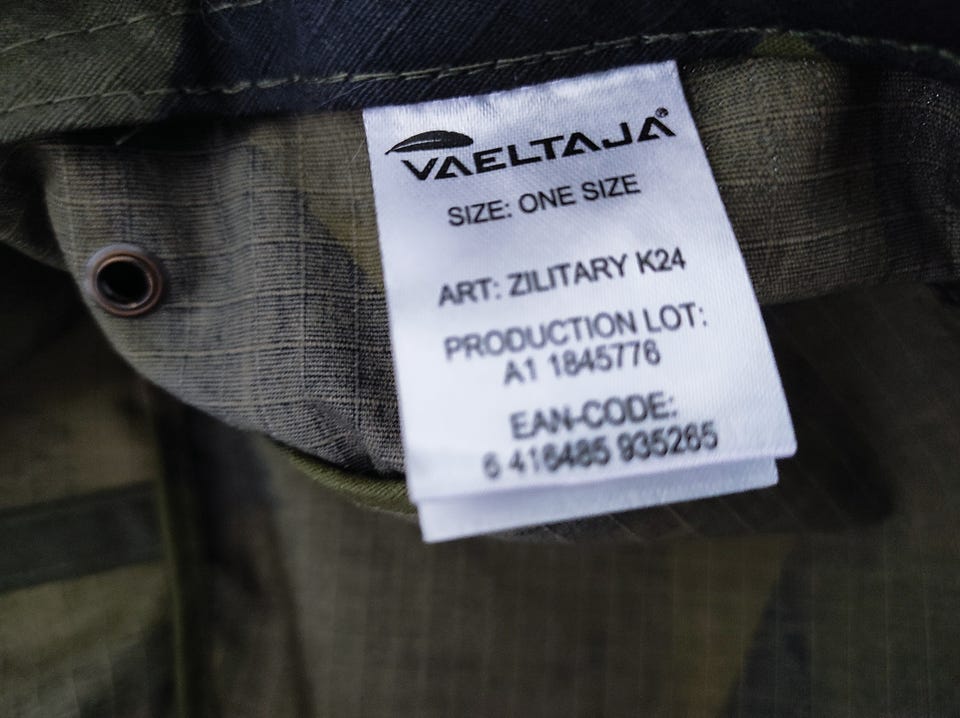 VAELTAJA®
SIZE: ONE SIZE
ART: ZILITARY K24
PRODUCTION LOT:
A1 1845776
EAN-CODE:
6 416485 935265